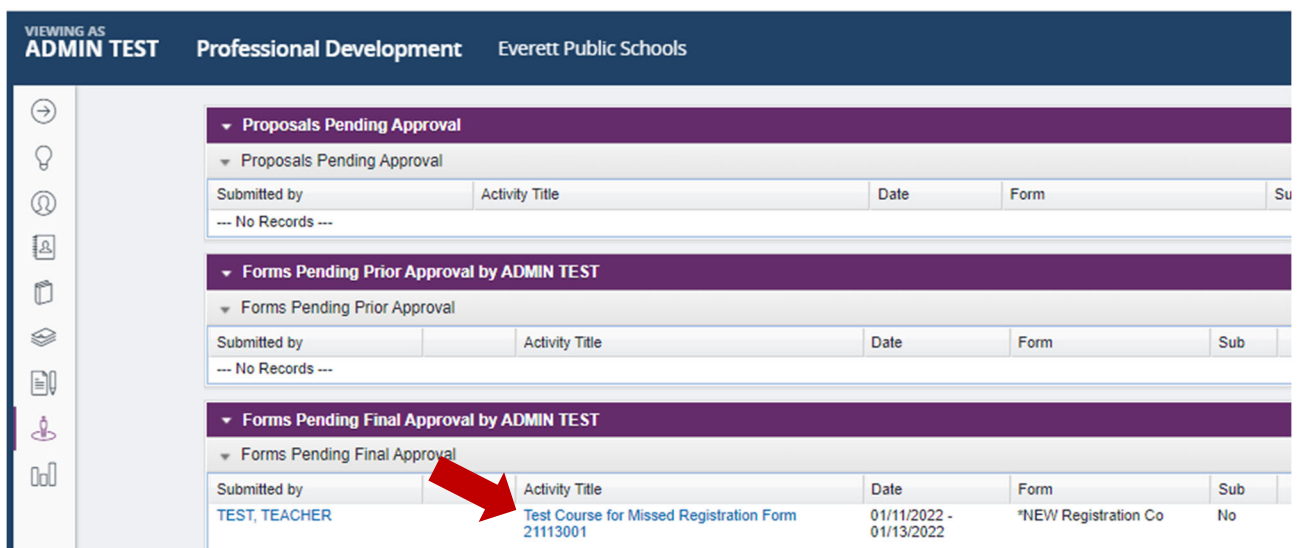 VIEWING AS
ADMIN TEST Professional Development Everett Public Schools
Proposals Pending Approval
Proposals Pending Approval
Submitted by Activity Title Date Form Su
--- No Records ---
Forms Pending Prior Approval by ADMIN TEST
Forms Pending Prior Approval
Submitted by Activity Title Date Form Sub
--- No Records ---
Forms Pending Final Approval by ADMIN TEST
Forms Pending Final Approval
Submitted by Activity Title Date Form Sub
TEST, TEACHER Test Course for Missed Registration Form 01/11/2022 - *NEW Registration Co No
21113001 01/13/2022